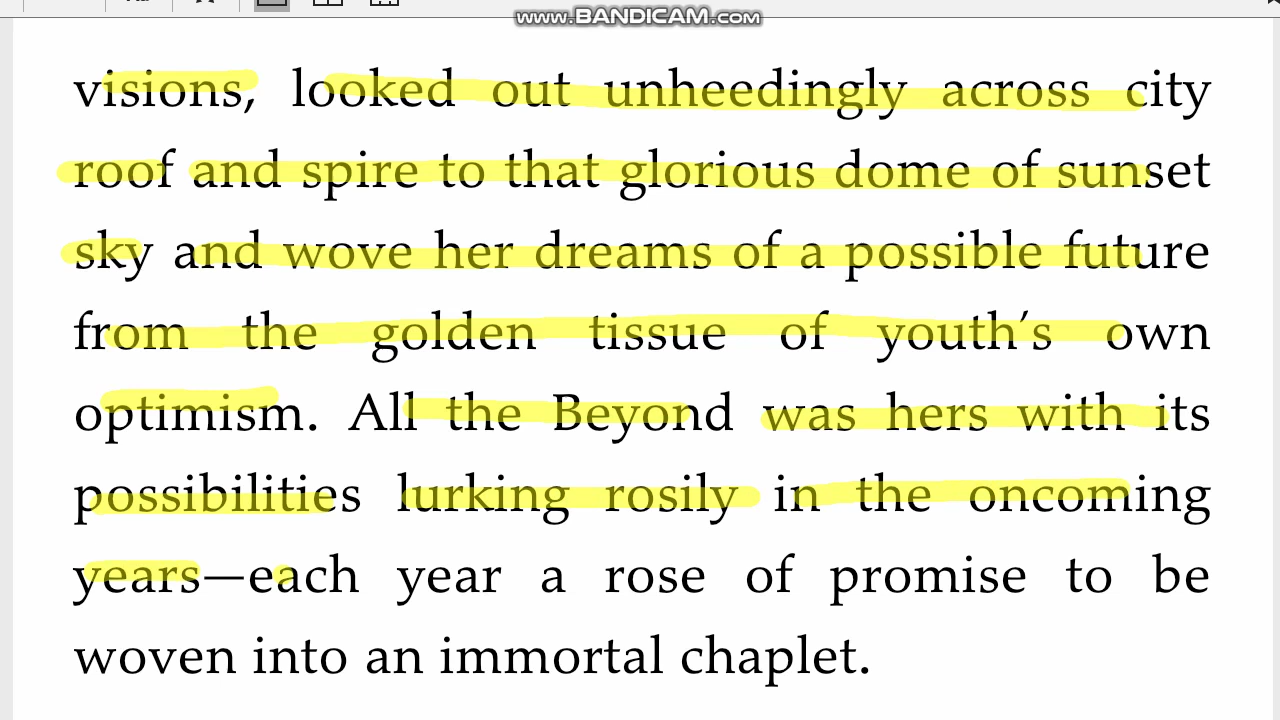 www.BANDICAM.com
visions, looked out unheedingly across city
roof and spire to that glorious dome of sunset
sky and wove her dreams of a possible future
from the golden tissue of youth’s own
optimism. All the Beyond was hers with its
possibilities lurking rosily in the oncoming
years—each year a rose of promise to be
woven into an immortal chaplet.